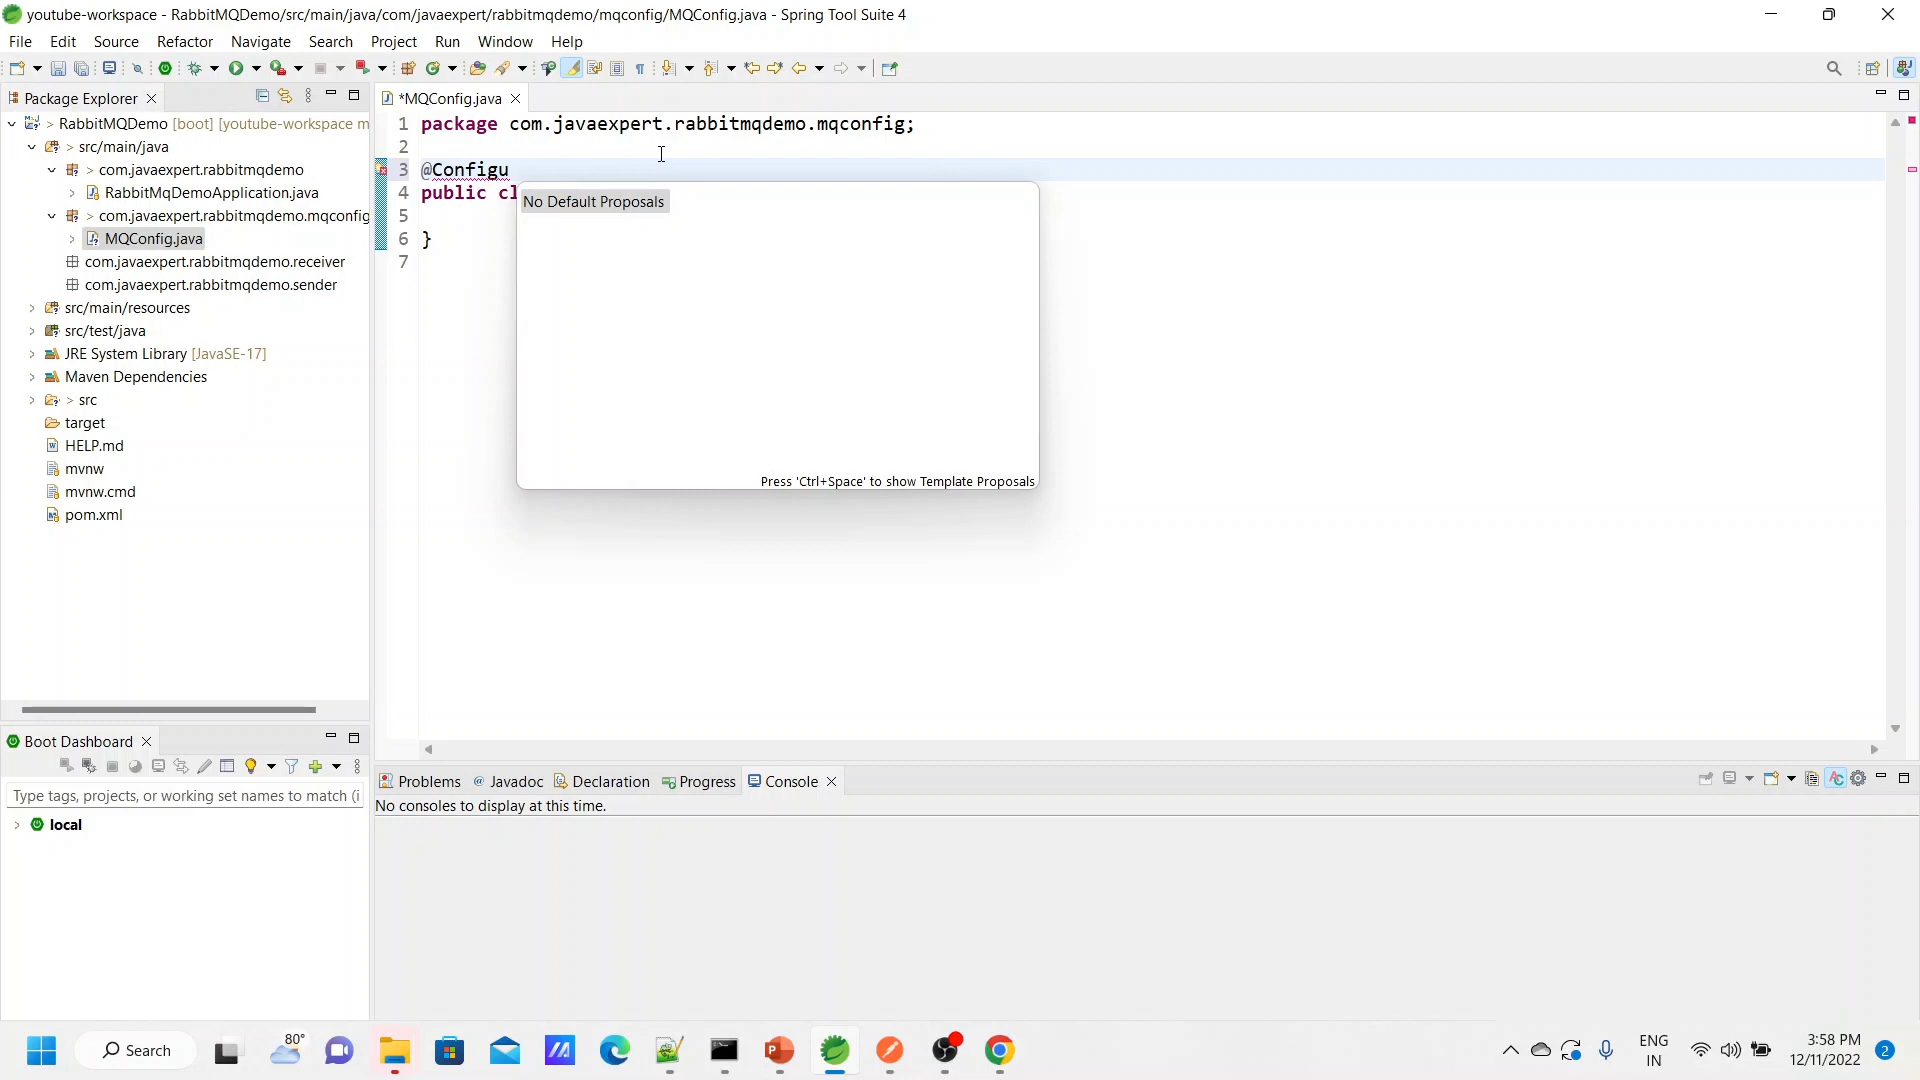 youtube-workspace - RabbitMQDemo/src/main/java/com/javaexpert/rabbitmqdemo/mqconfig/MQConfig.java - Spring Tool Suite 4
File Edit Source Refactor Navigate Search Project Run Window Help
Package Explorer
*MQConfig.java
> RabbitMQDemo [boot] [youtube-workspace m
> src/main/java
> com.javaexpert.rabbitmqdemo
RabbitMqDemoApplication.java
> com.javaexpert.rabbitmqdemo.mqconfig
MQConfig.java
com.javaexpert.rabbitmqdemo.receiver
com.javaexpert.rabbitmqdemo.sender
src/main/resources
src/test/java
JRE System Library [JavaSE-17]
Maven Dependencies
> src
target
HELP.md
mvnw
mvnw.cmd
pom.xml
1 package com.javaexpert.rabbitmqdemo.mqconfig;
2
3 @Configu
4 public cl
5
6 }
7
No Default Proposals
Press 'Ctrl+Space' to show Template Proposals
Boot Dashboard
Type tags, projects, or working set names to match (i
local
Problems @ Javadoc Declaration Progress Console
No consoles to display at this time.
Search
80°
ENG
IN
3:58 PM
12/11/2022
2